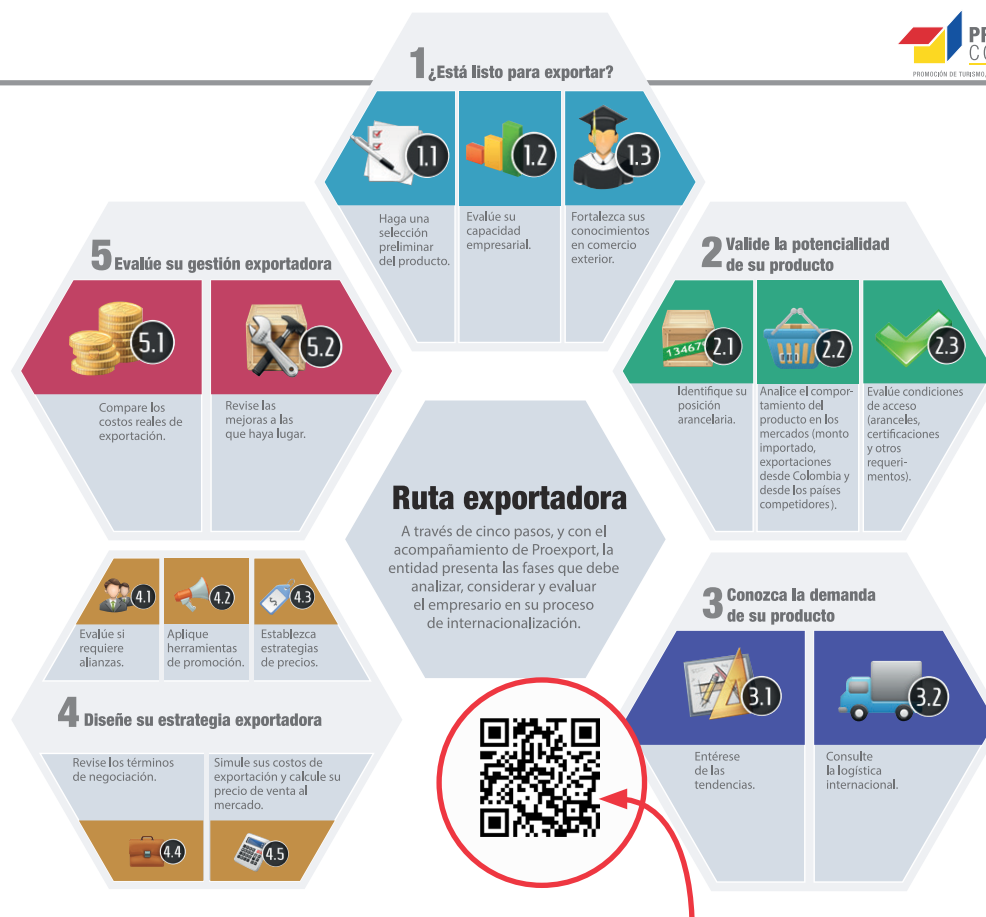 PR
CO
PROMOCIÓN DE TURISMO,
1 ¿Está listo para exportar?
1.1
1.2
1.3
Haga una
selección
preliminar
del producto.
Evalúe su
capacidad
empresarial.
Fortalezca sus
conocimientos
en comercio
exterior.
2 Valide la potencialidad
de su producto
13467
2.1
2.2
2.3
Identifique su
posición
arancelaria.
Analice el compor-
tamiento del
producto en los
mercados (monto
importado,
exportaciones
desde Colombia y
desde los países
competidores).
Evalúe condiciones
de acceso
(aranceles,
certificaciones
y otros
requeri-
mentos).
3 Conozca la demanda
de su producto
3.1
3.2
Entérese
de las
tendencias.
Consulte
la logística
internacional.
4.1
4.2
4.3
Evalúe si
requiere
alianzas.
Aplique
herramientas
de promoción.
Establezca
estrategias
de precios.
4 Diseñe su estrategia exportadora
Revise los términos
de negociación.
Simule sus costos de
exportación y calcule su
precio de venta al
mercado.
4.4
4.5
5 Evalúe su gestión exportadora
5.1
5.2
Compare los
costos reales de
exportación.
Revise las
mejoras a las
que haya lugar.
Ruta exportadora
A través de cinco pasos, y con el
acompañamiento de Proexport, la
entidad presenta las fases que debe
analizar, considerar y evaluar
el empresario en su proceso
de internacionalización.